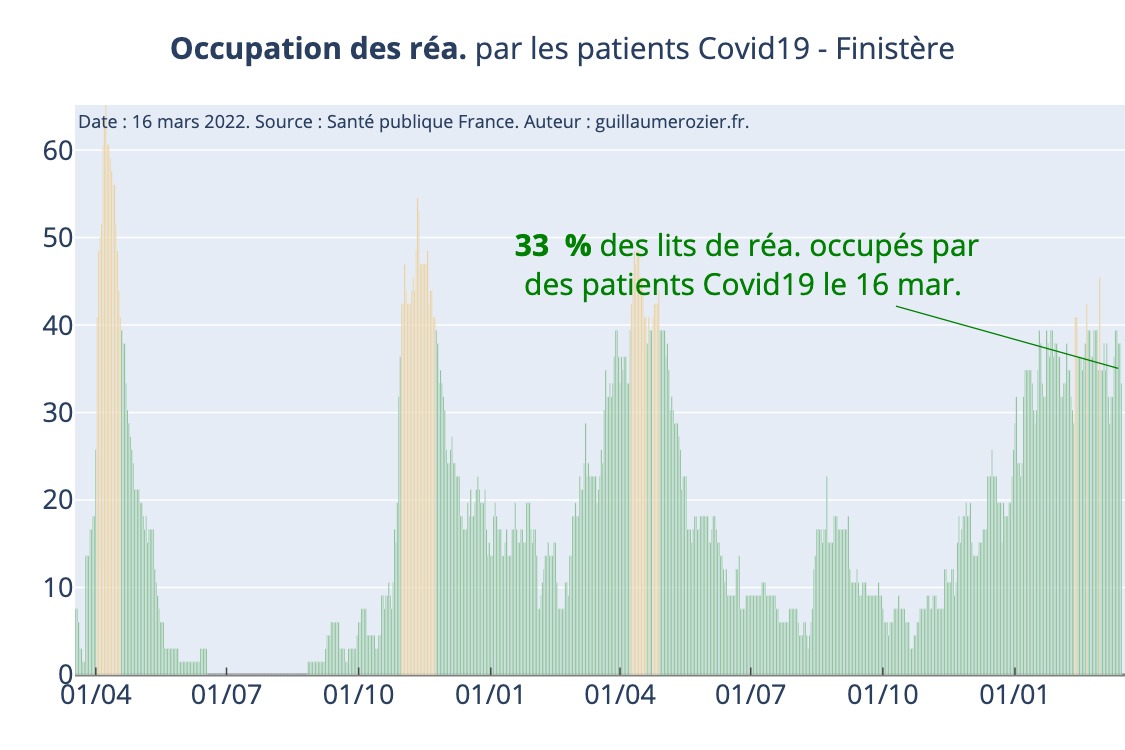 Occupation des réa. par les patients Covid19 - Finistère
Date : 16 mars 2022. Source : Santé publique France. Auteur : guillaumerozier.fr.
60
50
33 % des lits de réa. occupés par
des patients Covid19 le 16 mar.
40
30
20
10
0
01/04 01/07 01/10 01/01 01/04 01/07 01/10 01/01